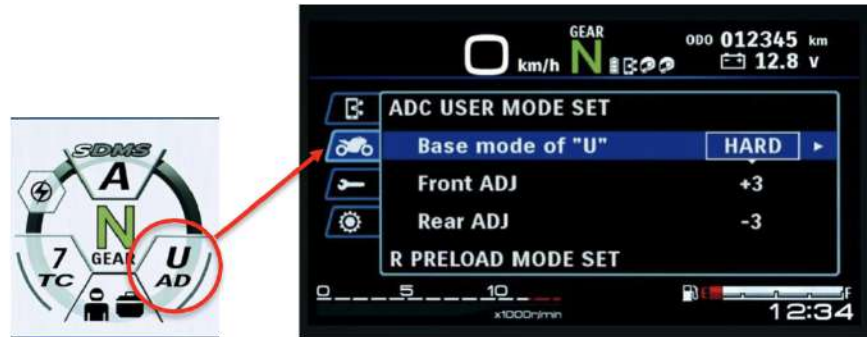 SDMS
A
N
GEAR
7
TC
U
AD
0 km/h
GEAR
N
ODO 012345 km
12.8 V
ADC USER MODE SET
Base mode of "U" HARD
Front ADJ +3
Rear ADJ -3
R PRELOAD MODE SET
0 5 10
x1000r/min
E F
12:34